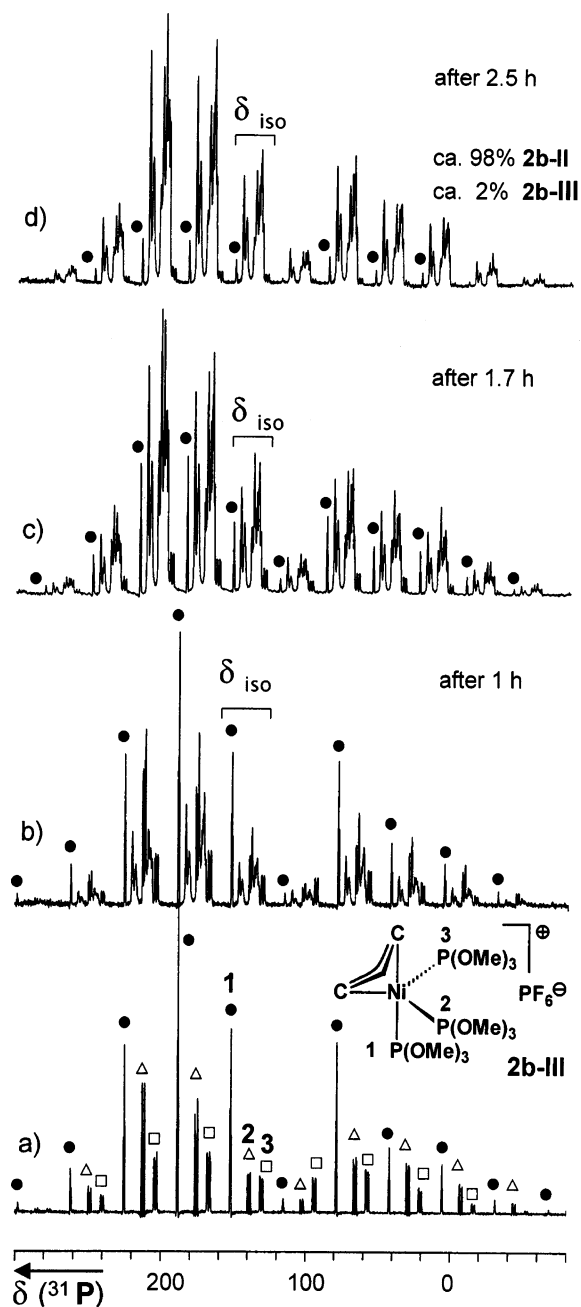 after 2.5 h
δ iso
ca. 98% 2b-II
ca. 2% 2b-III
d)
after 1.7 h
δ iso
c)
δ iso
after 1 h
b)
C
3
P(OMe)3
⊕
C
Ni
PF6⊖
2
P(OMe)3
1 P(OMe)3
2b-III
1
2
3
a)
200 100 0
δ (31 P)